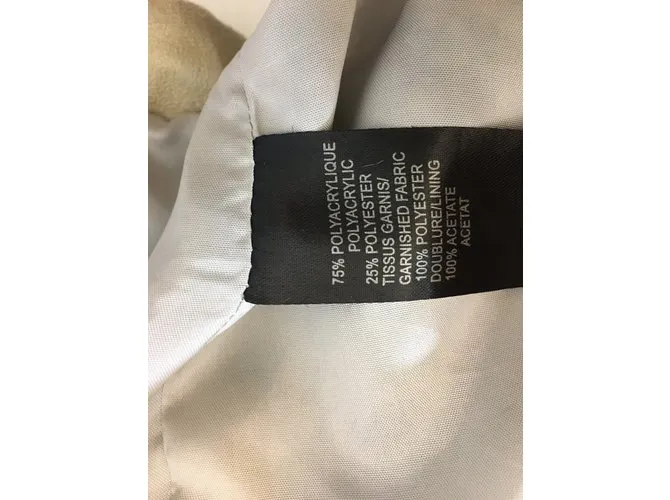 75% POLYACRYLIQUE
POLYACRYLIC
25% POLYESTER
TISSUS GARNIS/
GARNISHED FABRIC
100% POLYESTER
DOUBLURE/LINING
100% ACETATE
ACETAT